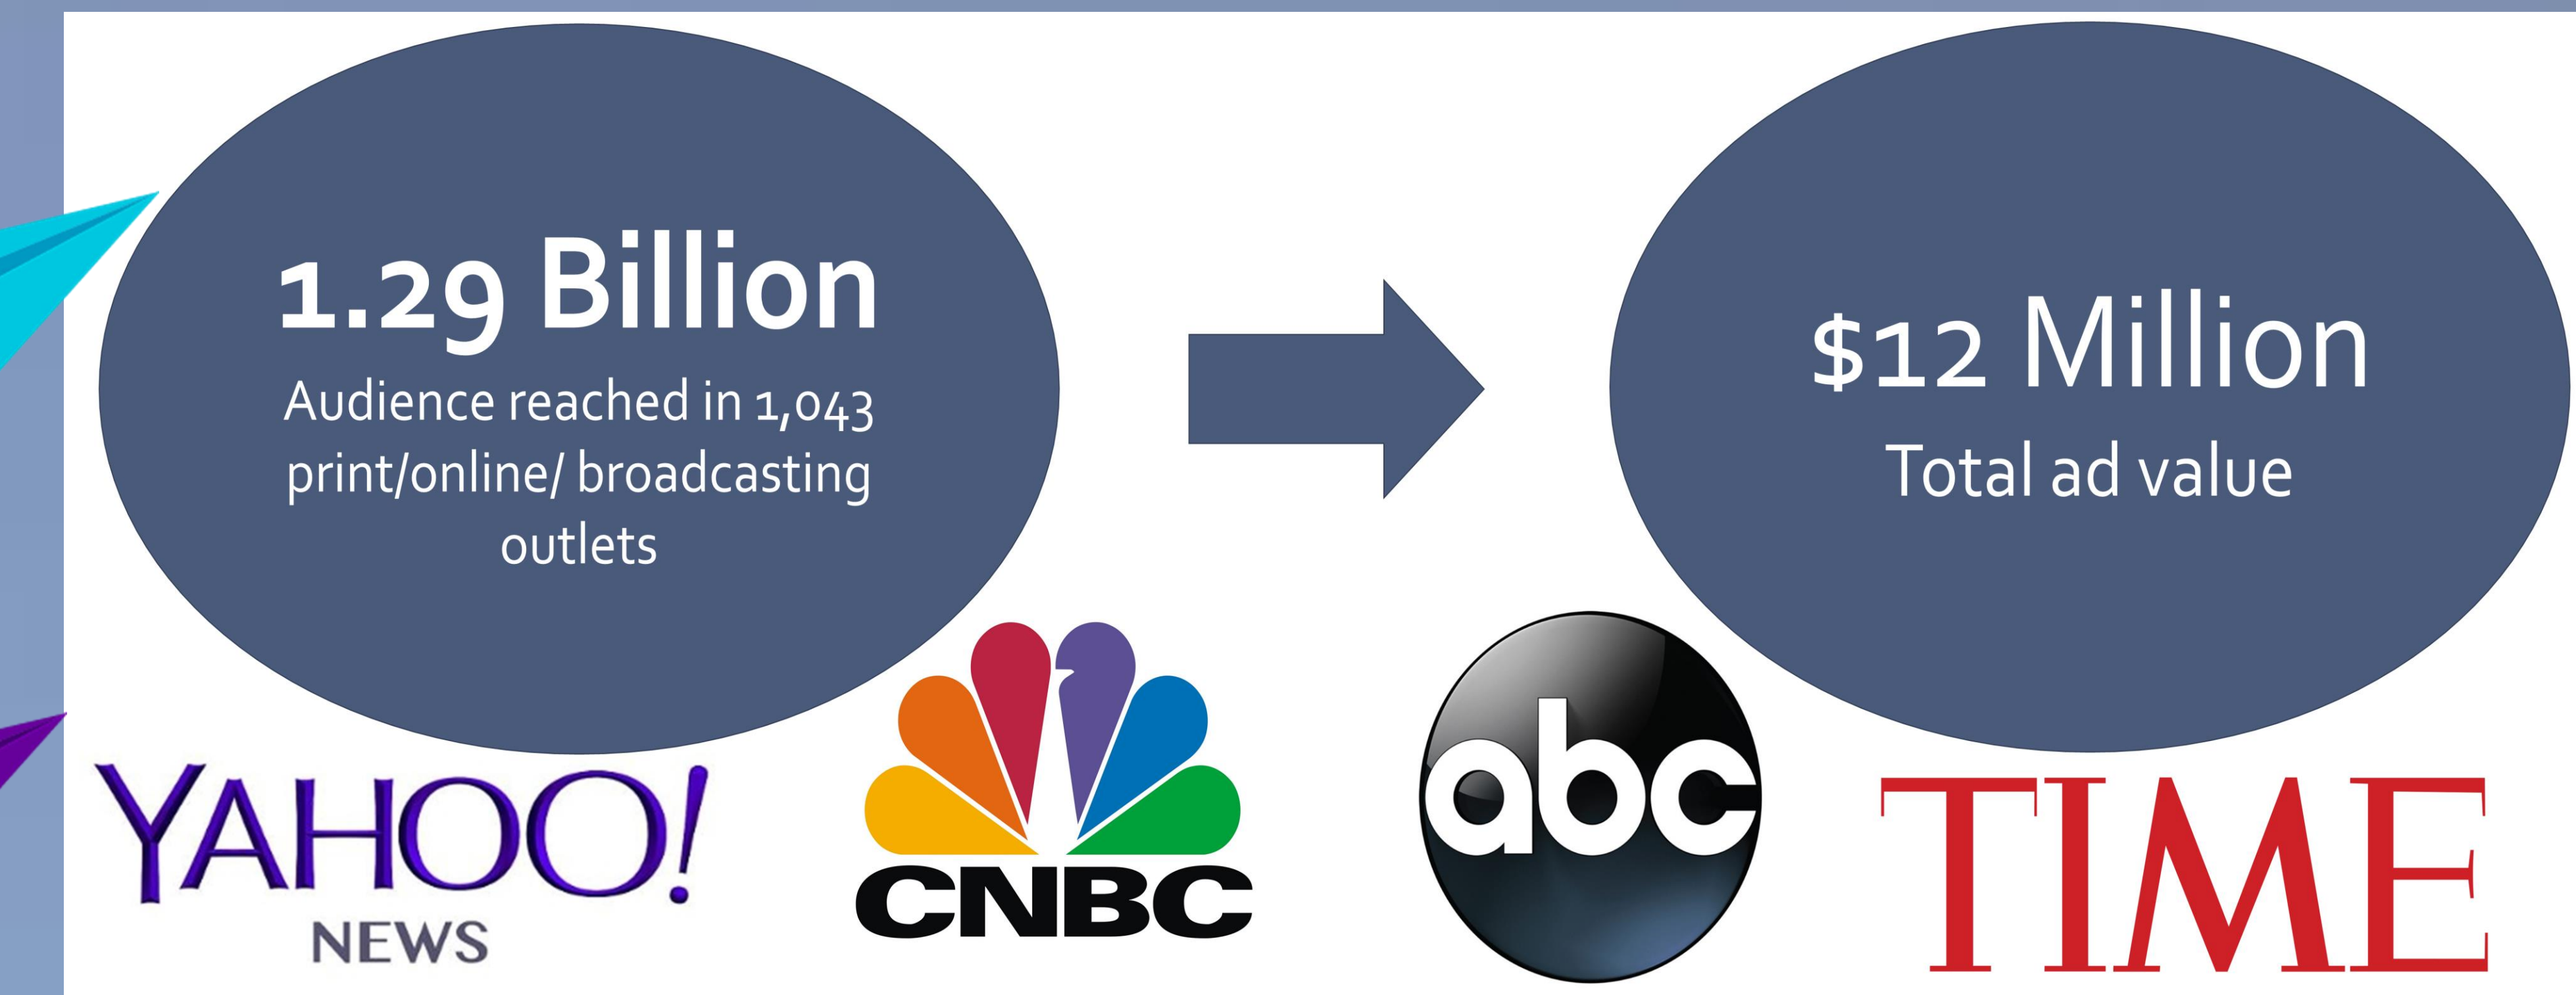 1.29 Billion
Audience reached in 1,043
print/online/ broadcasting
outlets
$12 Million
Total ad value
YAHOO!
NEWS
CNBC
abc
TIME